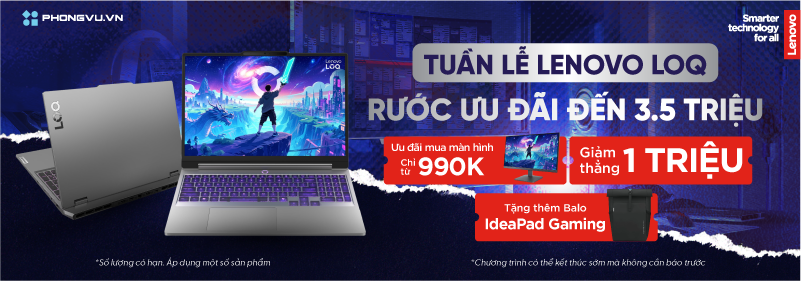 PHONGVU.VN
Smarter
technology
for all
Lenovo
TUẦN LỄ LENOVO LOQ
RƯỚC ƯU ĐÃI ĐẾN 3.5 TRIỆU
Lenovo
LOQ
LOQ
Ưu đãi mua màn hình
Chỉ từ 990K
Giảm thẳng 1 TRIỆU
Tặng thêm Balo
IdeaPad Gaming
*Số lượng có hạn. Áp dụng một số sản phẩm
*Chương trình có thể kết thúc sớm mà không cần báo trước